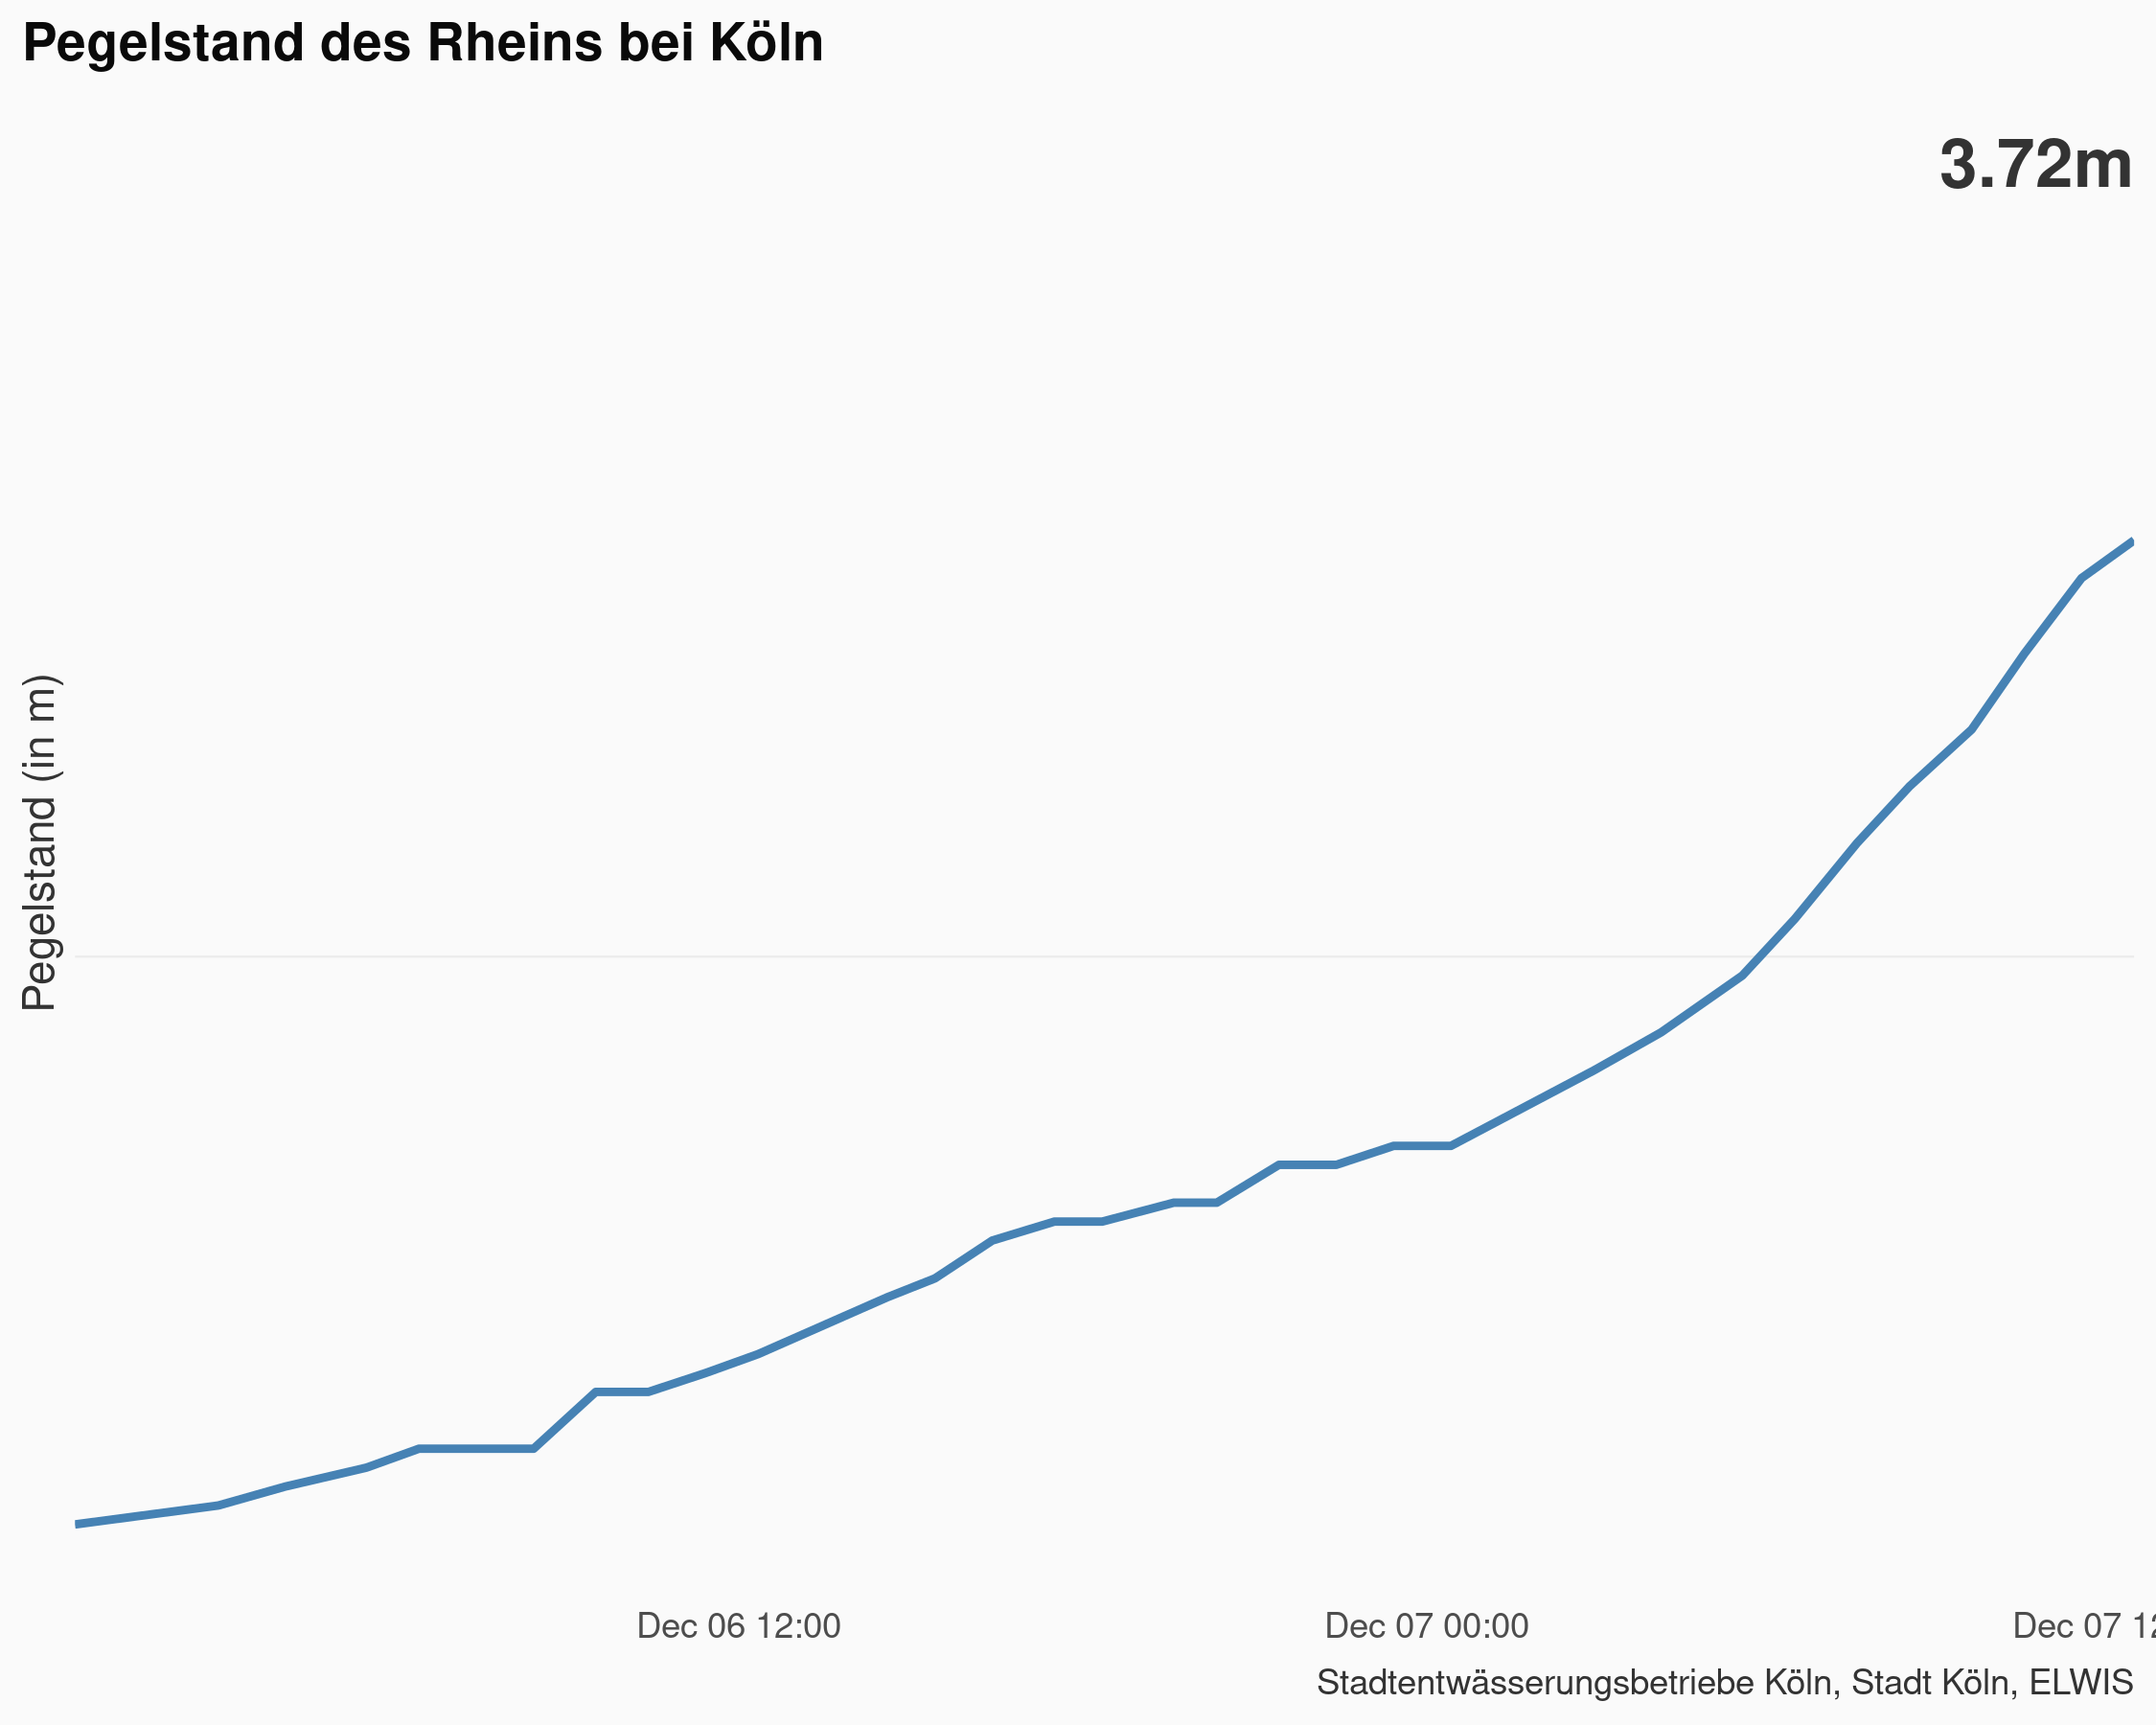 Pegelstand des Rheins bei Köln
3.72m
Pegelstand (in m)
Dec 06 12:00
Dec 07 00:00
Dec 07 12
Stadtentwässerungsbetriebe Köln, Stadt Köln, ELWIS